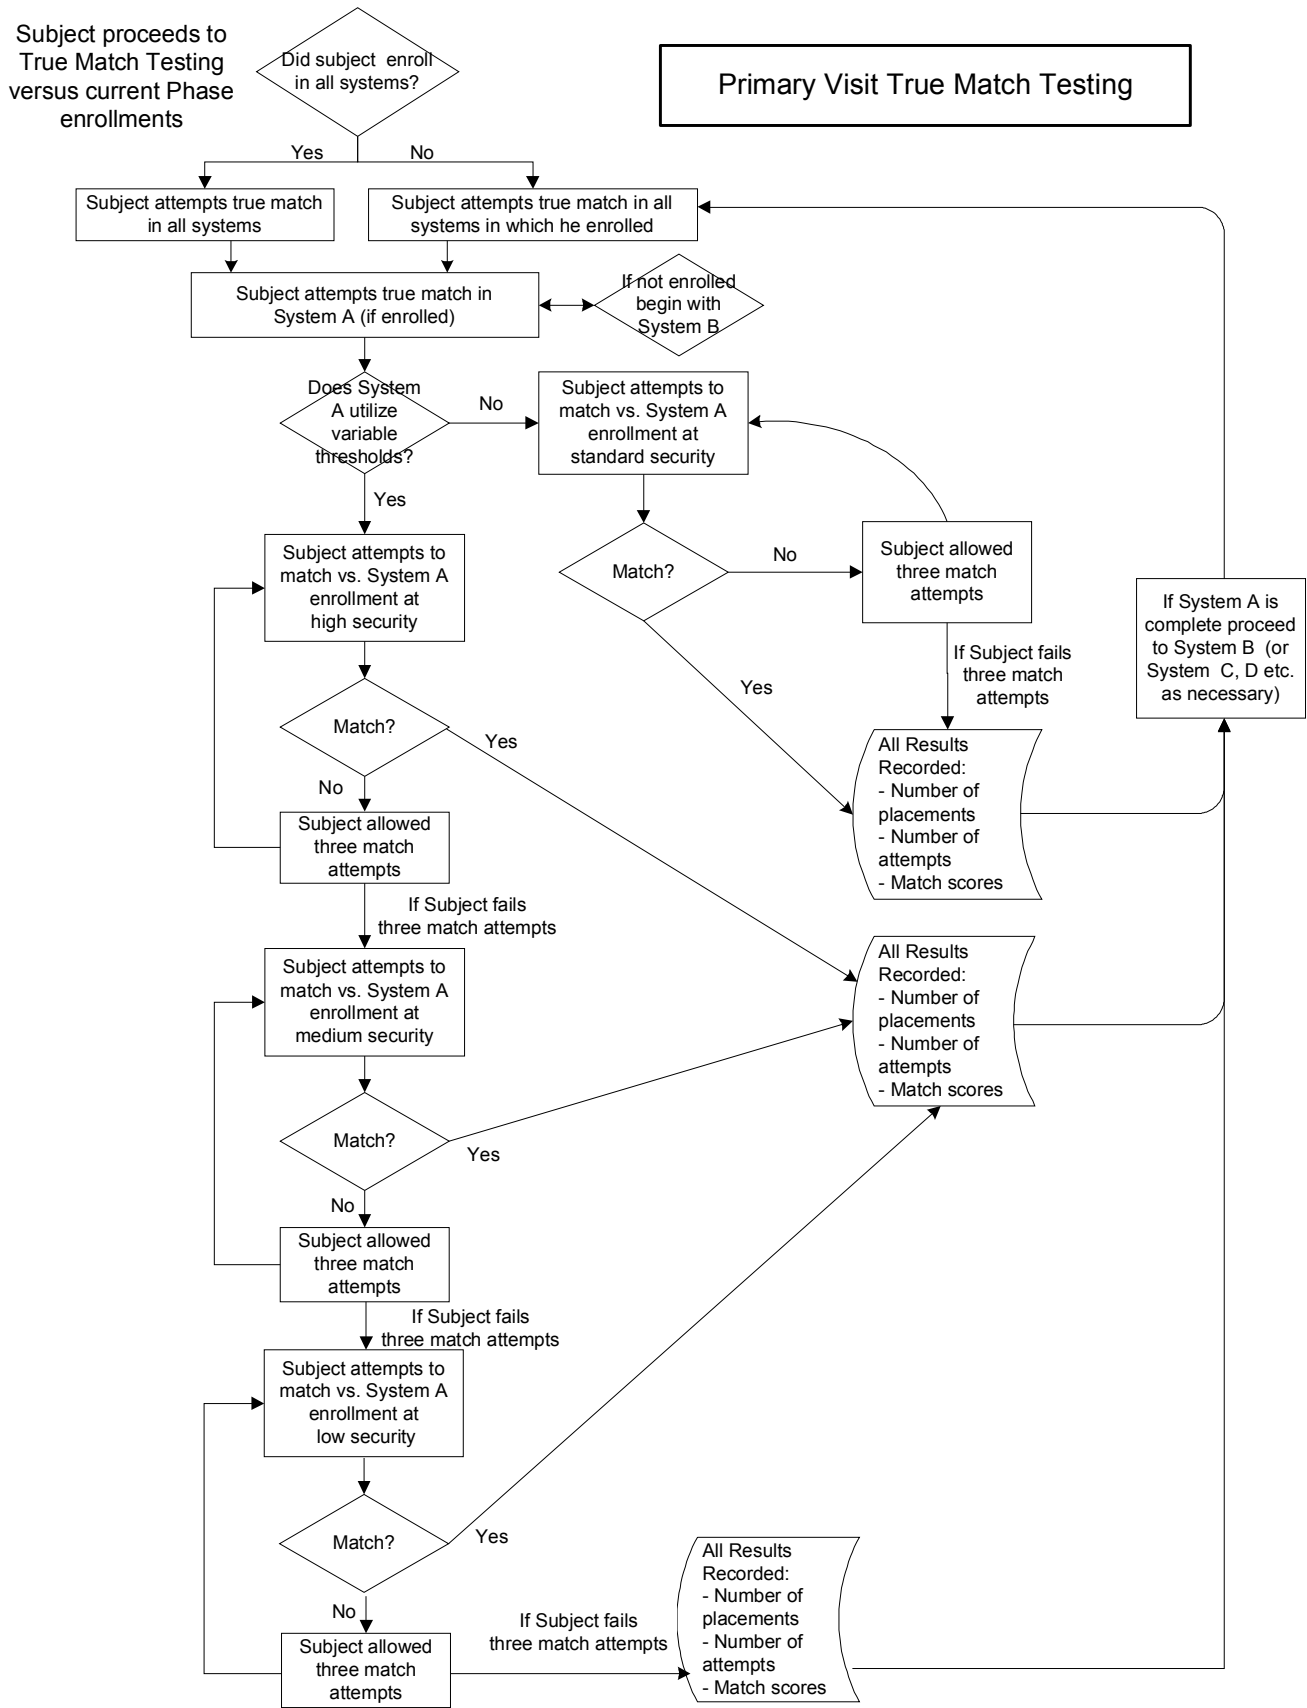 Subject proceeds to
True Match Testing
versus current Phase
enrollments
Did subject enroll
in all systems?
Primary Visit True Match Testing
Yes
No
Subject attempts true match
in all systems
Subject attempts true match in all
systems in which he enrolled
Subject attempts true match in
System A (if enrolled)
If not enrolled
begin with
System B
Does System
A utilize
variable
thresholds?
No
Subject attempts to
match vs. System A
enrollment at
standard security
Yes
Subject attempts to
match vs. System A
enrollment at
high security
Match?
No
Subject allowed
three match
attempts
If System A is
complete proceed
to System B (or
System C, D etc.
as necessary)
Yes
If Subject fails
three match
attempts
Match?
Yes
All Results
Recorded:
- Number of
placements
- Number of
attempts
- Match scores
No
Subject allowed
three match
attempts
If Subject fails
three match attempts
Subject attempts to
match vs. System A
enrollment at
medium security
All Results
Recorded:
- Number of
placements
- Number of
attempts
- Match scores
Match?
Yes
No
Subject allowed
three match
attempts
If Subject fails
three match attempts
Subject attempts to
match vs. System A
enrollment at
low security
Match?
Yes
No
Subject allowed
three match
attempts
If Subject fails
three match attempts
All Results
Recorded:
- Number of
placements
- Number of
attempts
- Match scores